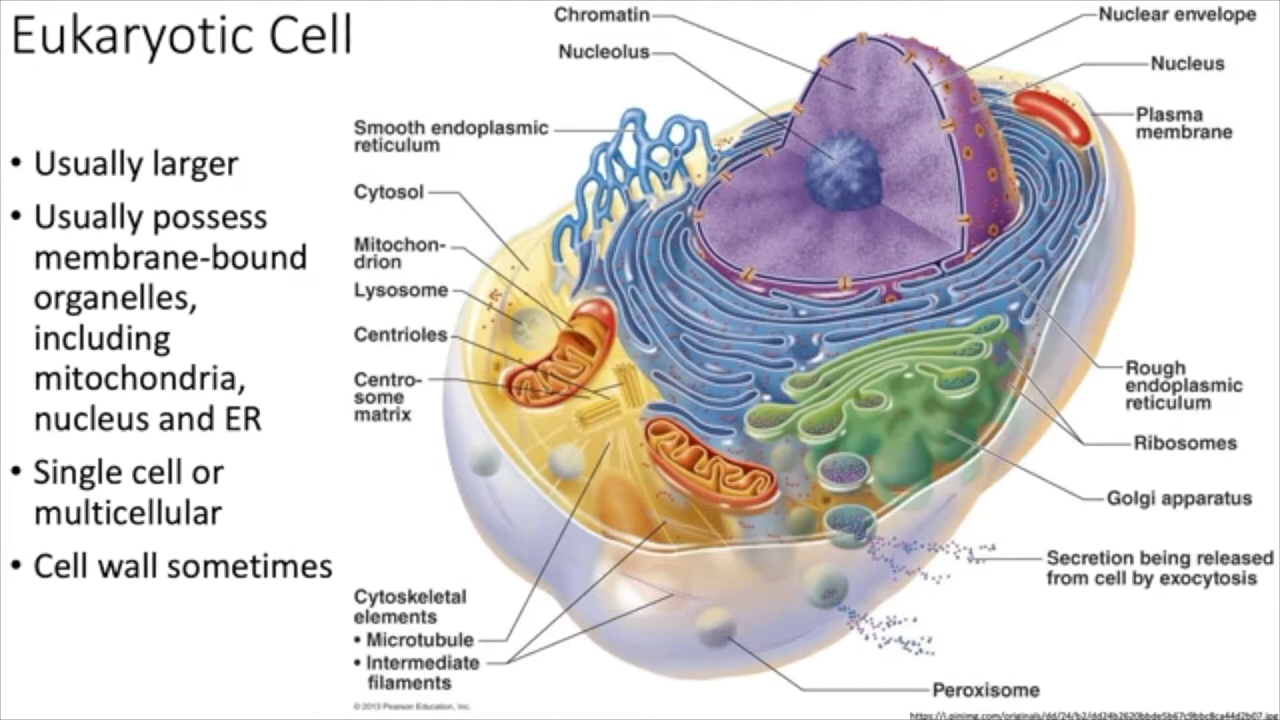 Eukaryotic Cell
• Usually larger
• Usually possess
membrane-bound
organelles,
including
mitochondria,
nucleus and ER
• Single cell or
multicellular
• Cell wall sometimes
Chromatin
Nucleolus
Smooth endoplasmic
reticulum
Cytosol
Mitochon-
drion
Lysosome
Centrioles
Centro-
some
matrix
Cytoskeletal
elements
• Microtubule
• Intermediate
filaments
© 2013 Pearson Education, Inc.
Nuclear envelope
Nucleus
Plasma
membrane
Rough
endoplasmic
reticulum
Ribosomes
Golgi apparatus
Secretion being released
from cell by exocytosis
Peroxisome